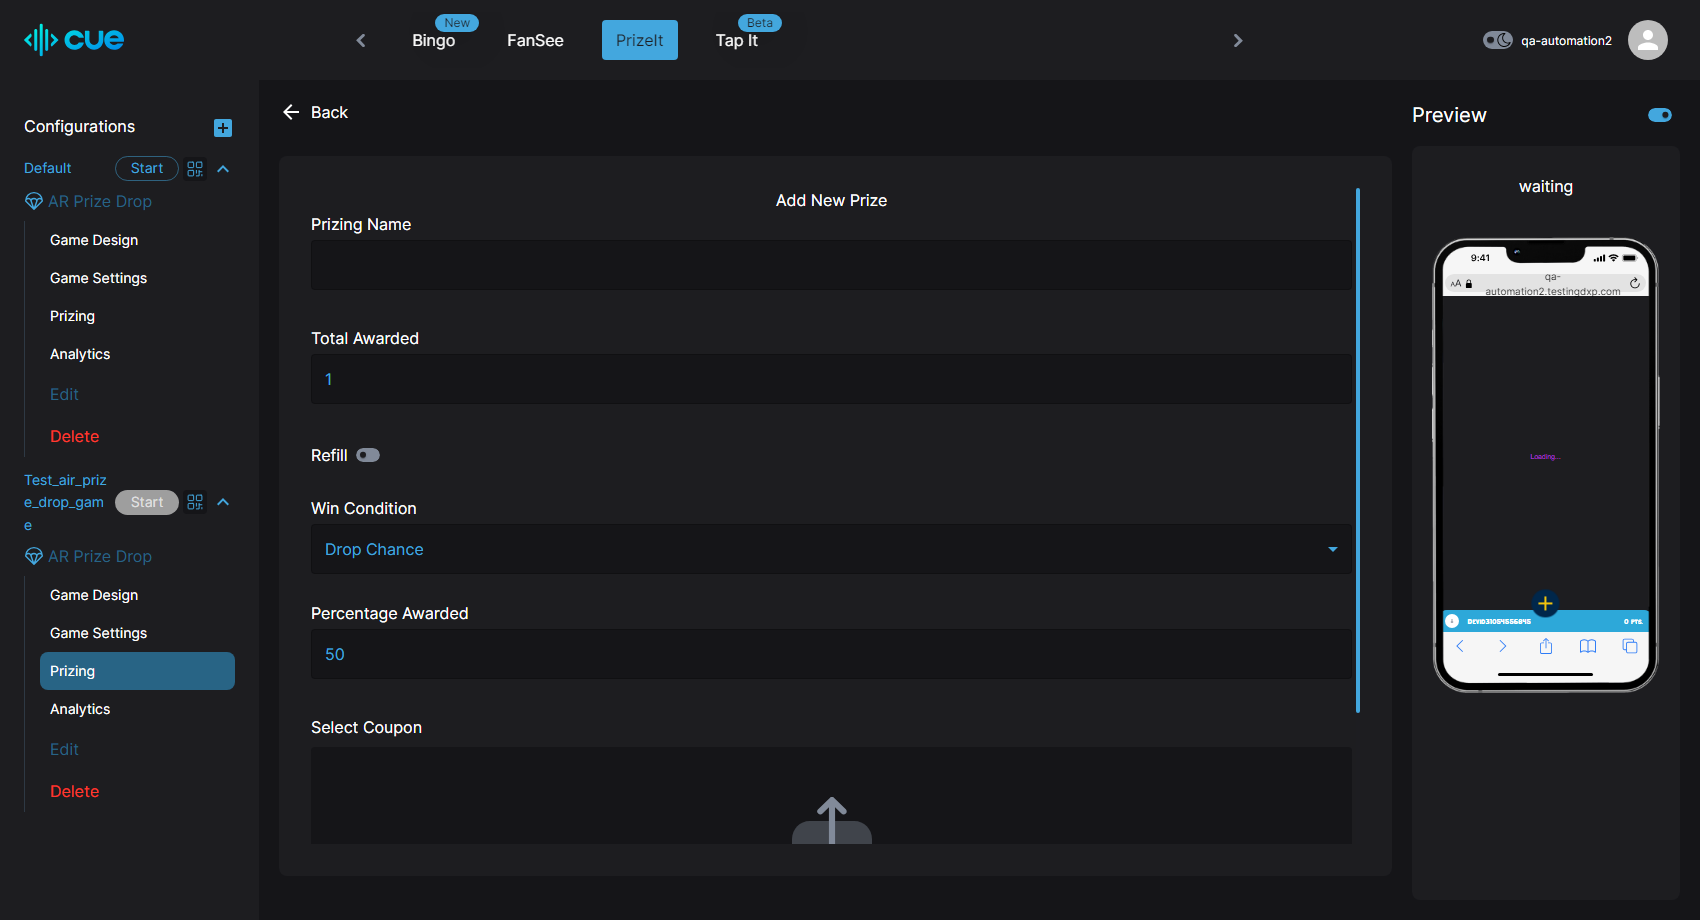 cue
New
Bingo
FanSee
PrizeIt
Beta
Tap It
qa-automation2
Configurations
Default
Start
AR Prize Drop
Game Design
Game Settings
Prizing
Analytics
Edit
Delete
Test_air_priz
e_drop_gam
e
Start
AR Prize Drop
Game Design
Game Settings
Prizing
Analytics
Edit
Delete
Back
Add New Prize
Prizing Name
Total Awarded
1
Refill
Win Condition
Drop Chance
Percentage Awarded
50
Select Coupon
Preview
waiting
9:41
AA
qa-
automation2.testingdxp.com
Loading...
0 PTS.